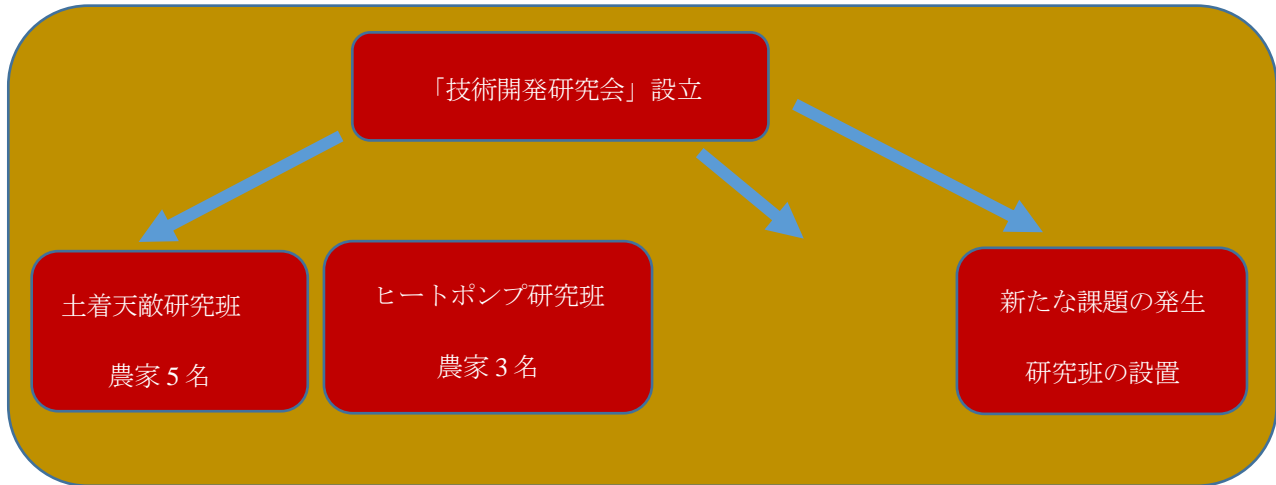 「技術開発研究会」設立
土着天敵研究班
農家 5 名
ヒートポンプ研究班
農家 3 名
新たな課題の発生
研究班の設置